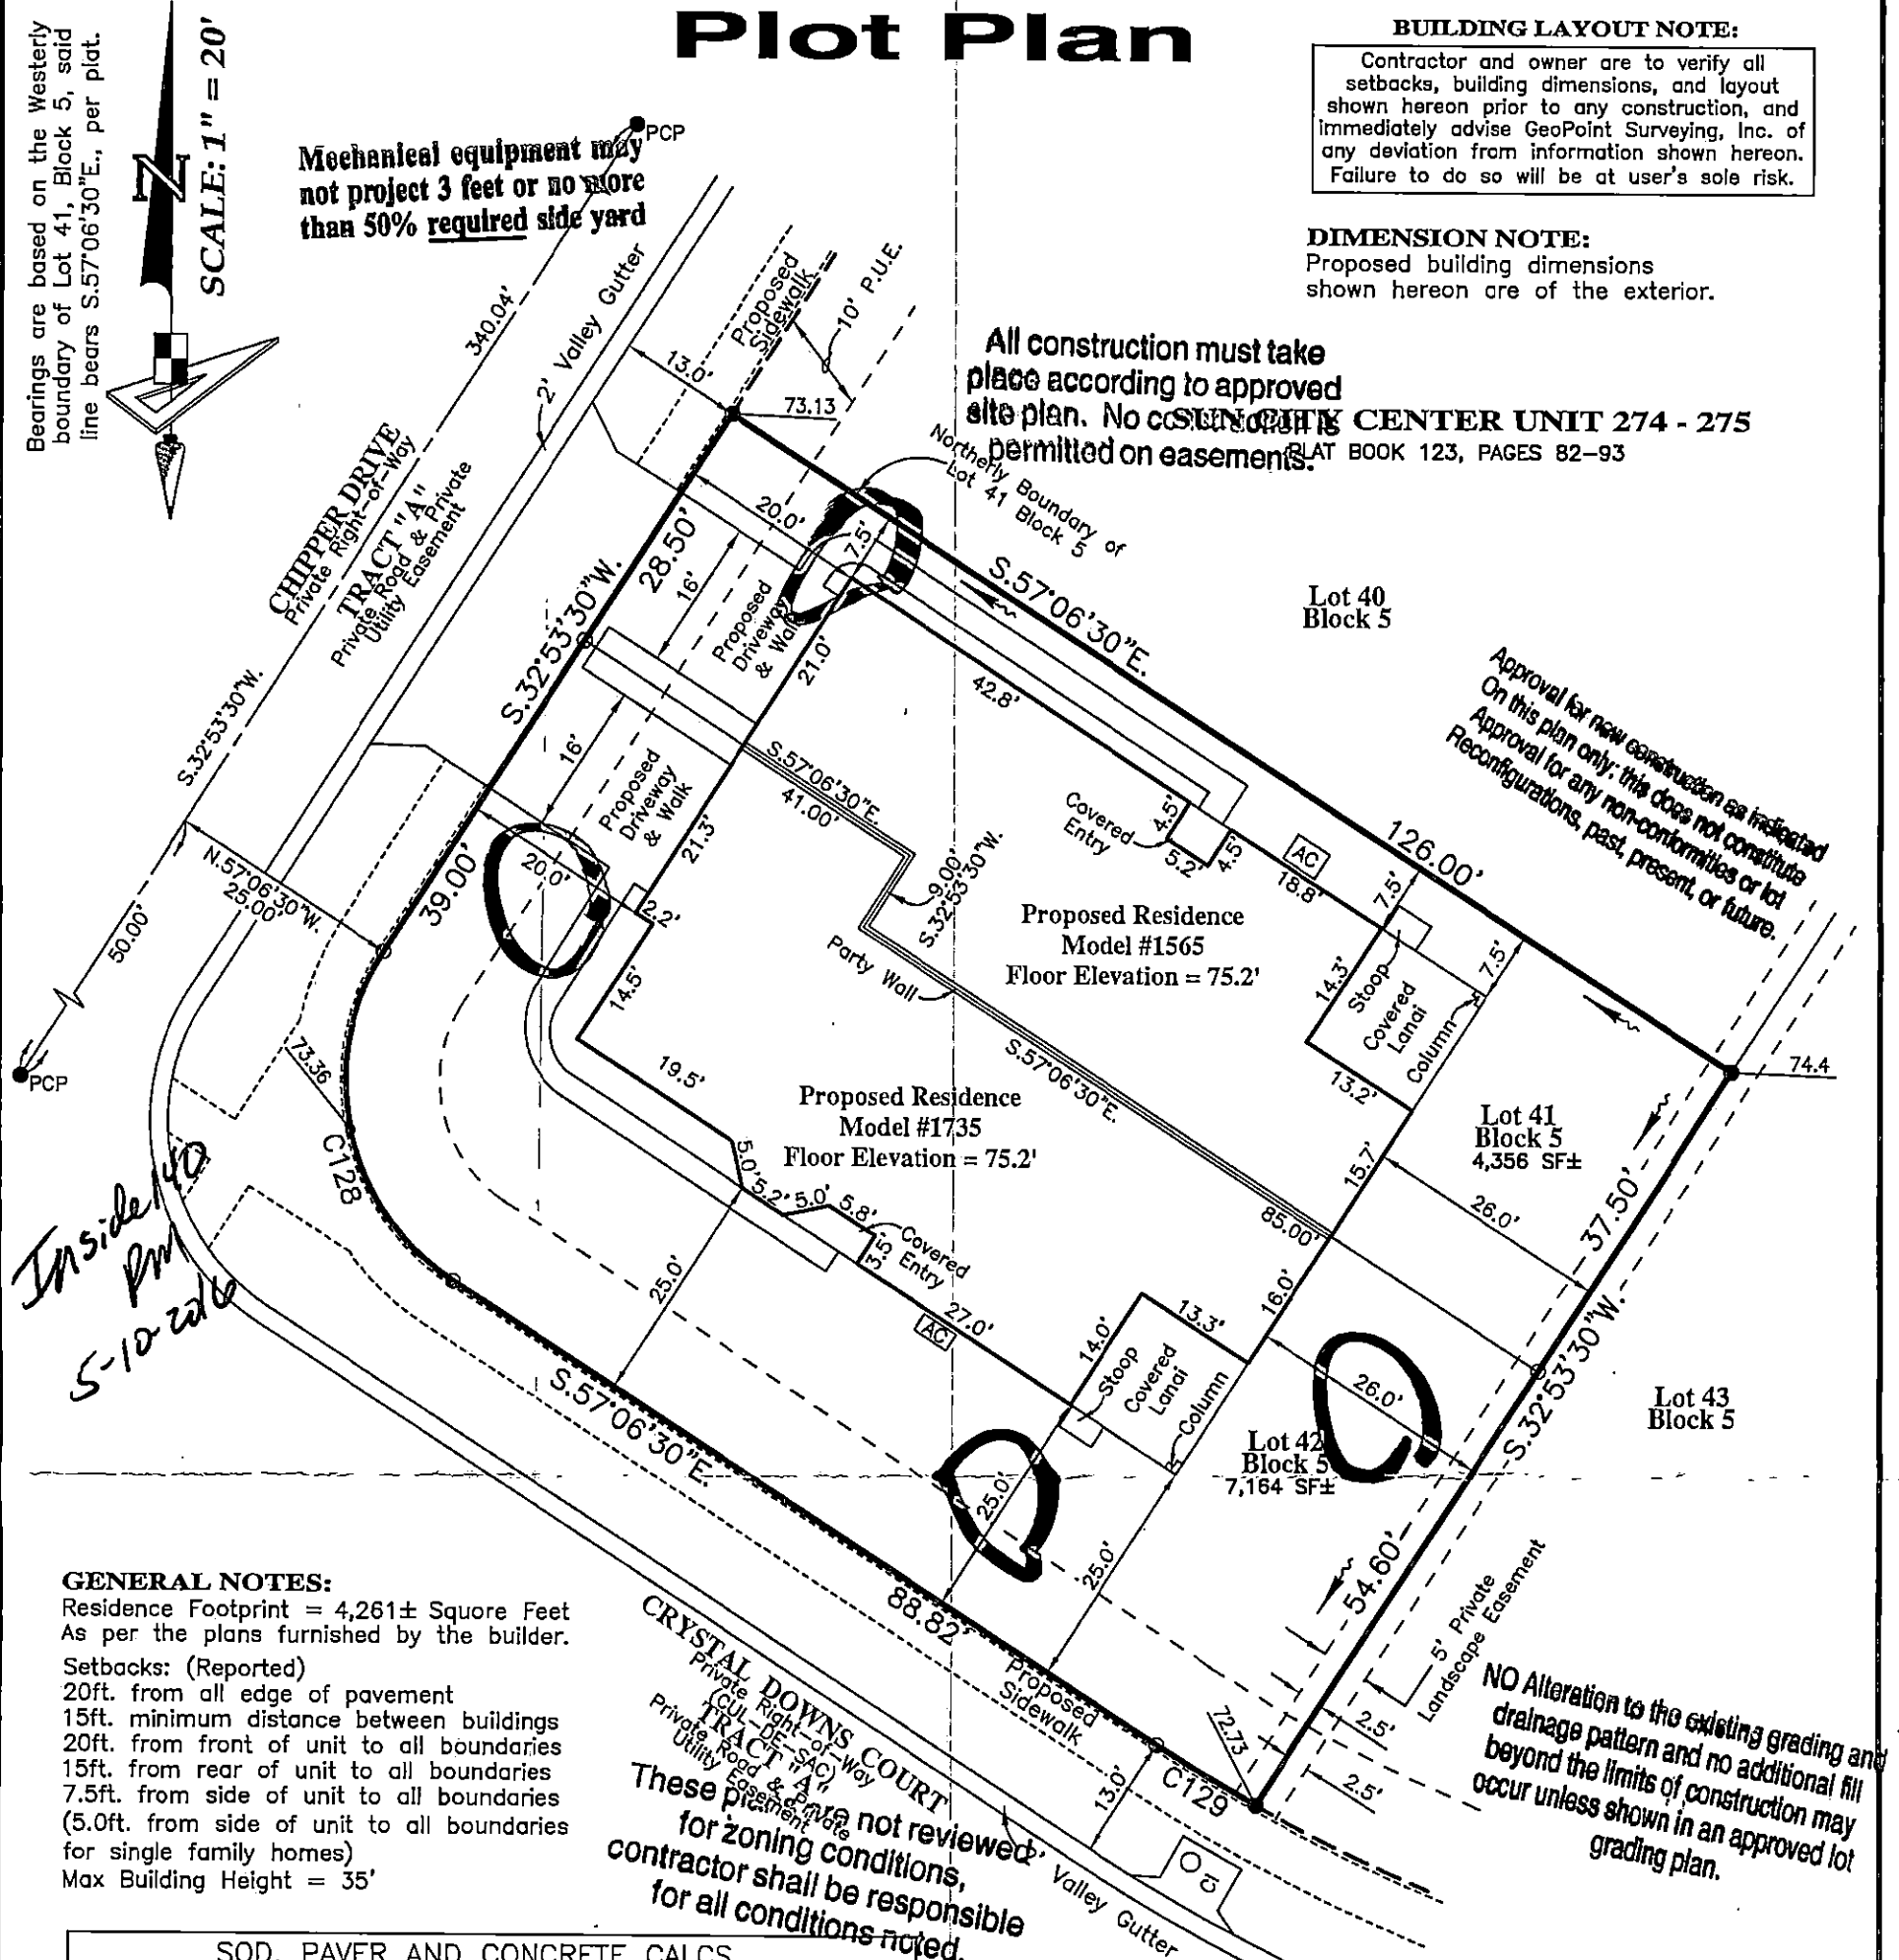 Plot Plan
Bearings are based on the Westerly
boundary of Lot 41, Block 5, said
line bears S.57°06'30"E., per plat.
N
SCALE: 1" = 20'
Mechanical equipment may
not project 3 feet or no more
than 50% required side yard
BUILDING LAYOUT NOTE:
Contractor and owner are to verify all
setbacks, building dimensions, and layout
shown hereon prior to any construction, and
immediately advise GeoPoint Surveying, Inc. of
any deviation from information shown hereon.
Failure to do so will be at user's sole risk.
DIMENSION NOTE:
Proposed building dimensions
shown hereon are of the exterior.
All construction must take
place according to approved
site plan. No
permitted on easements.
SUN CITY CENTER UNIT 274 - 275
PLAT BOOK 123, PAGES 82-93
PCP
340.04'
2' Valley Gutter
Proposed
Sidewalk
10' P.U.E.
13.0'
73.13
Northerly Boundary of
Lot 41 Block 5
CHIPPER DRIVE
Private Right-of-Way
TRACT "A"
Private Road & Private
Utility Easement
S.32°53'30"W.
28.50'
20.0'
7.5'
16'
Proposed
Driveway
& Walk
21.0'
S.57°06'30"E.
42.8'
Lot 40
Block 5
Approval for new construction as indicated
On this plan only; this does not constitute
Approval for any non-conformities or lot
Reconfigurations, past, present, or future.
S.32°53'30"W.
16'
Proposed
Driveway
& Walk
21.3'
S.57°06'30"E.
41.00'
Covered
Entry
4.5'
5.2'
4.5'
AC
18.8'
126.00'
9.00'
S.32°53'30"W.
Proposed Residence
Model #1565
Floor Elevation = 75.2'
Party Wall
7.5'
7.5'
14.3'
Stoop
Covered
Lanai
Column
13.2'
N.57°06'30"W.
25.00'
39.00'
20.0'
2.2'
50.00'
14.5'
PCP
73.36
19.5'
S.57°06'30"E.
74.4
Proposed Residence
Model #1735
Floor Elevation = 75.2'
Lot 41
Block 5
4,356 SF±
C128
5.0'
5.2'
5.0'
5.8'
3.5'
Covered
Entry
15.7'
26.0'
37.50'
85.00'
Inside
5-10-2016
25.0'
27.0'
AC
16.0'
13.3'
14.0'
Stoop
Covered
Lanai
Column
26.0'
S.32°53'30"W.
Lot 43
Block 5
S.57°06'30"E.
Lot 42
Block 5
7,164 SF±
25.0'
25.0'
54.60'
5' Private
Landscape Easement
88.82'
GENERAL NOTES:
Residence Footprint = 4,261± Square Feet
As per the plans furnished by the builder.
Setbacks: (Reported)
20ft. from all edge of pavement
15ft. minimum distance between buildings
20ft. from front of unit to all boundaries
15ft. from rear of unit to all boundaries
7.5ft. from side of unit to all boundaries
(5.0ft. from side of unit to all boundaries
for single family homes)
Max Building Height = 35'
CRYSTAL DOWNS COURT
Private Right-of-Way
(CUL-DE-SAC)
TRACT "A"
Private Road & Private
Utility Easement
Proposed
Sidewalk
72.73
2.5'
2.5'
13.0'
C129
These are not reviewed
for zoning conditions,
contractor shall be responsible
for all conditions noted.
2' Valley Gutter
NO Alteration to the existing grading and
drainage pattern and no additional fill
beyond the limits of construction may
occur unless shown in an approved lot
grading plan.
SOD, PAVER AND CONCRETE CALCS